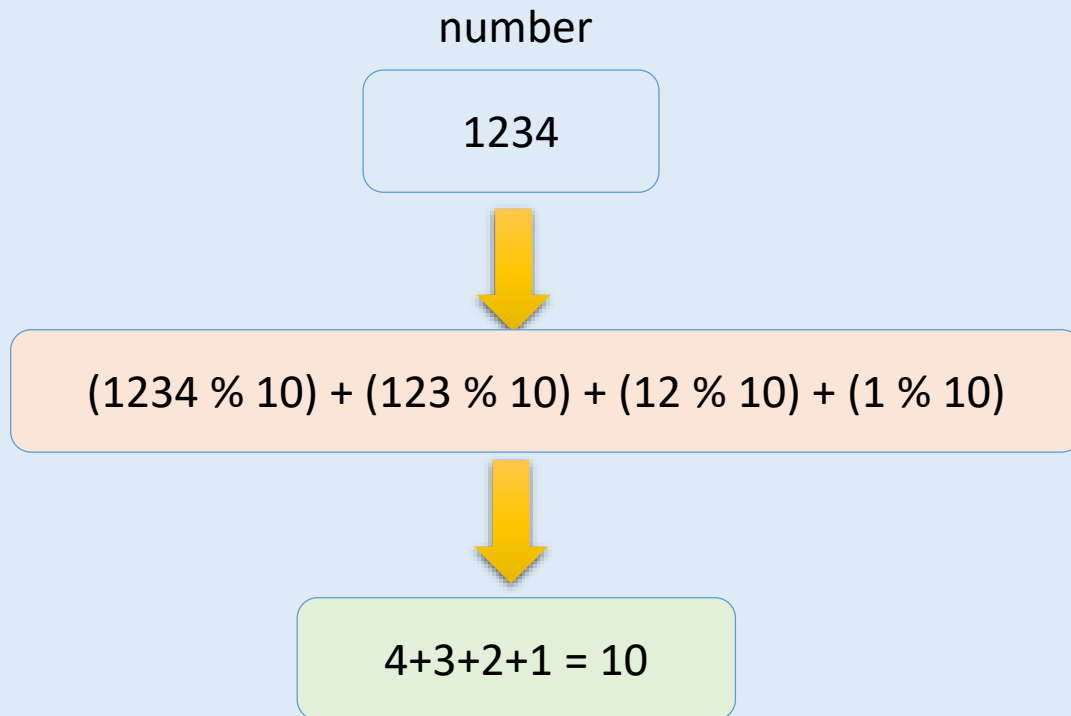 number
1234
(1234 % 10) + (123 % 10) + (12 % 10) + (1 % 10)
4+3+2+1 = 10